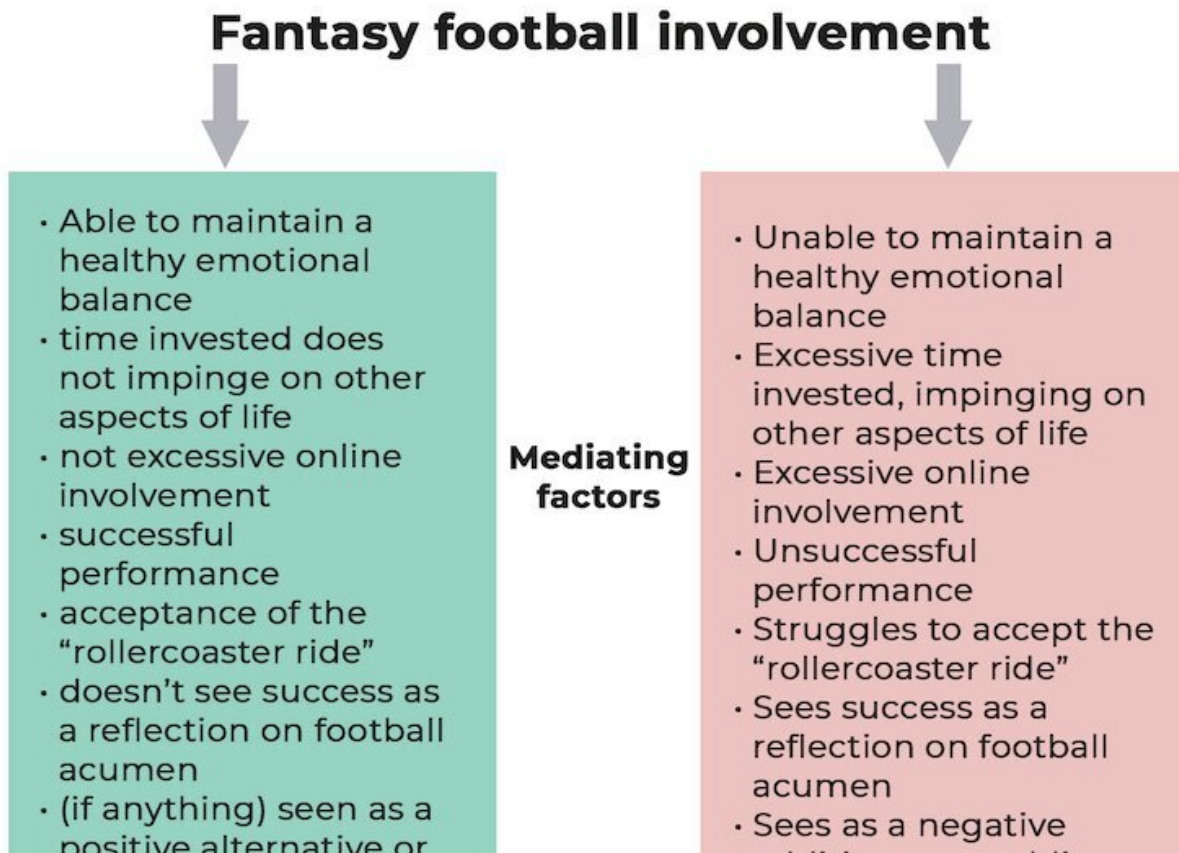 Fantasy football involvement
· Able to maintain a
healthy emotional
balance
· time invested does
not impinge on other
aspects of life
· not excessive online
involvement
· successful
performance
· acceptance of the
“rollercoaster ride”
· doesn’t see success as
a reflection on football
acumen
· (if anything) seen as a
positive alternative or
Mediating
factors
· Unable to maintain a
healthy emotional
balance
· Excessive time
invested, impinging on
other aspects of life
· Excessive online
involvement
· Unsuccessful
performance
· Struggles to accept the
“rollercoaster ride”
· Sees success as a
reflection on football
acumen
· Sees as a negative